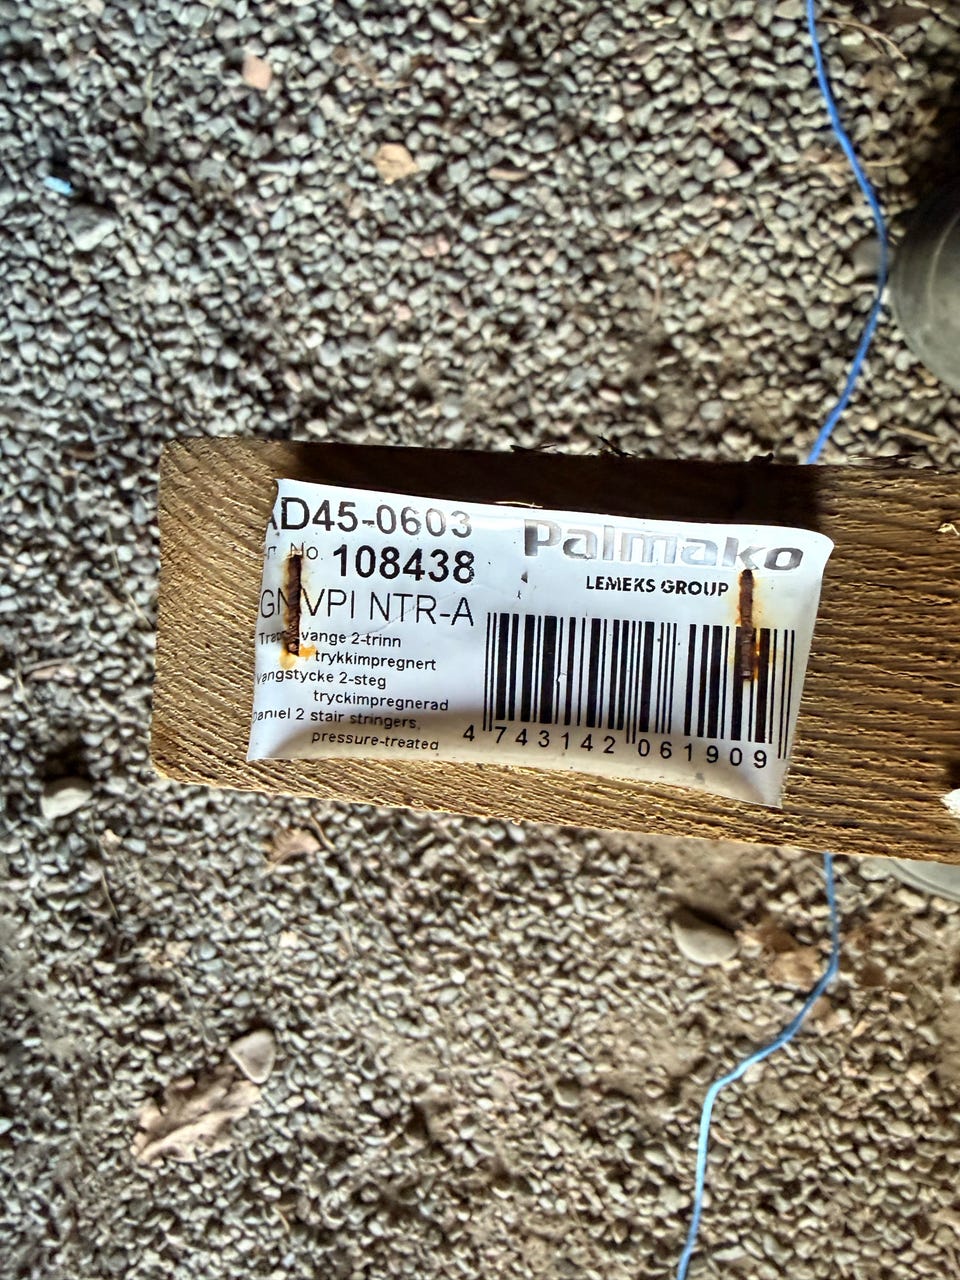 AD45-0603
No. 108438
VPI NTR-A
vange 2-trinn
trykkimpregnert
Vangstycke 2-steg
tryckimpregnerad
Daniel 2 stair stringers,
pressure-treated
Palmako
LEMEKS GROUP
4 743142 061909